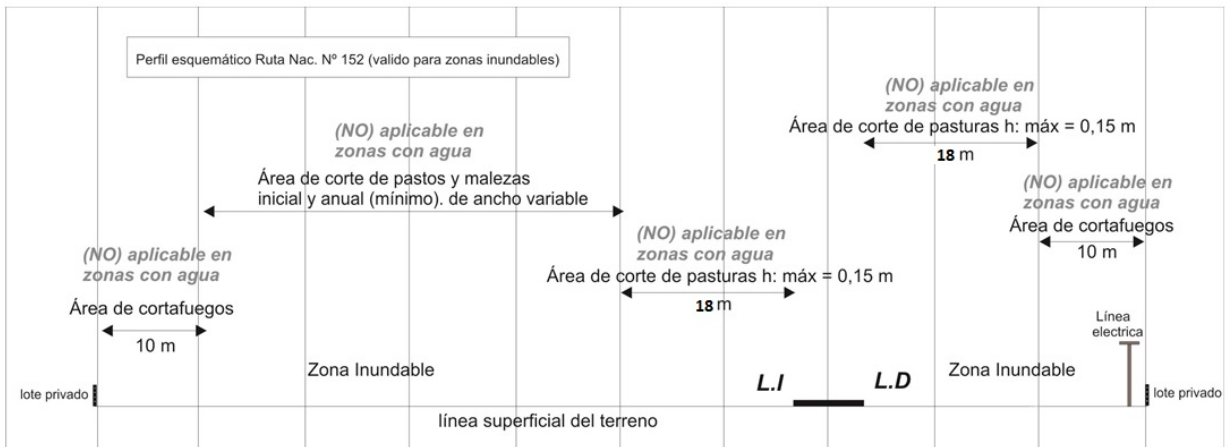 Perfil esquemático Ruta Nac. Nº 152 (valido para zonas inundables)
(NO) aplicable en
zonas con agua
Área de corte de pasturas h: máx = 0,15 m
18 m
(NO) aplicable en
zonas con agua
Área de corte de pastos y malezas
inicial y anual (mínimo). de ancho variable
(NO) aplicable en
zonas con agua
Área de cortafuegos
10 m
(NO) aplicable en
zonas con agua
Área de corte de pasturas h: máx = 0,15 m
18 m
(NO) aplicable en
zonas con agua
Área de cortafuegos
10 m
Línea
electrica
Zona Inundable
L.I
L.D
Zona Inundable
lote privado
lote privado
línea superficial del terreno